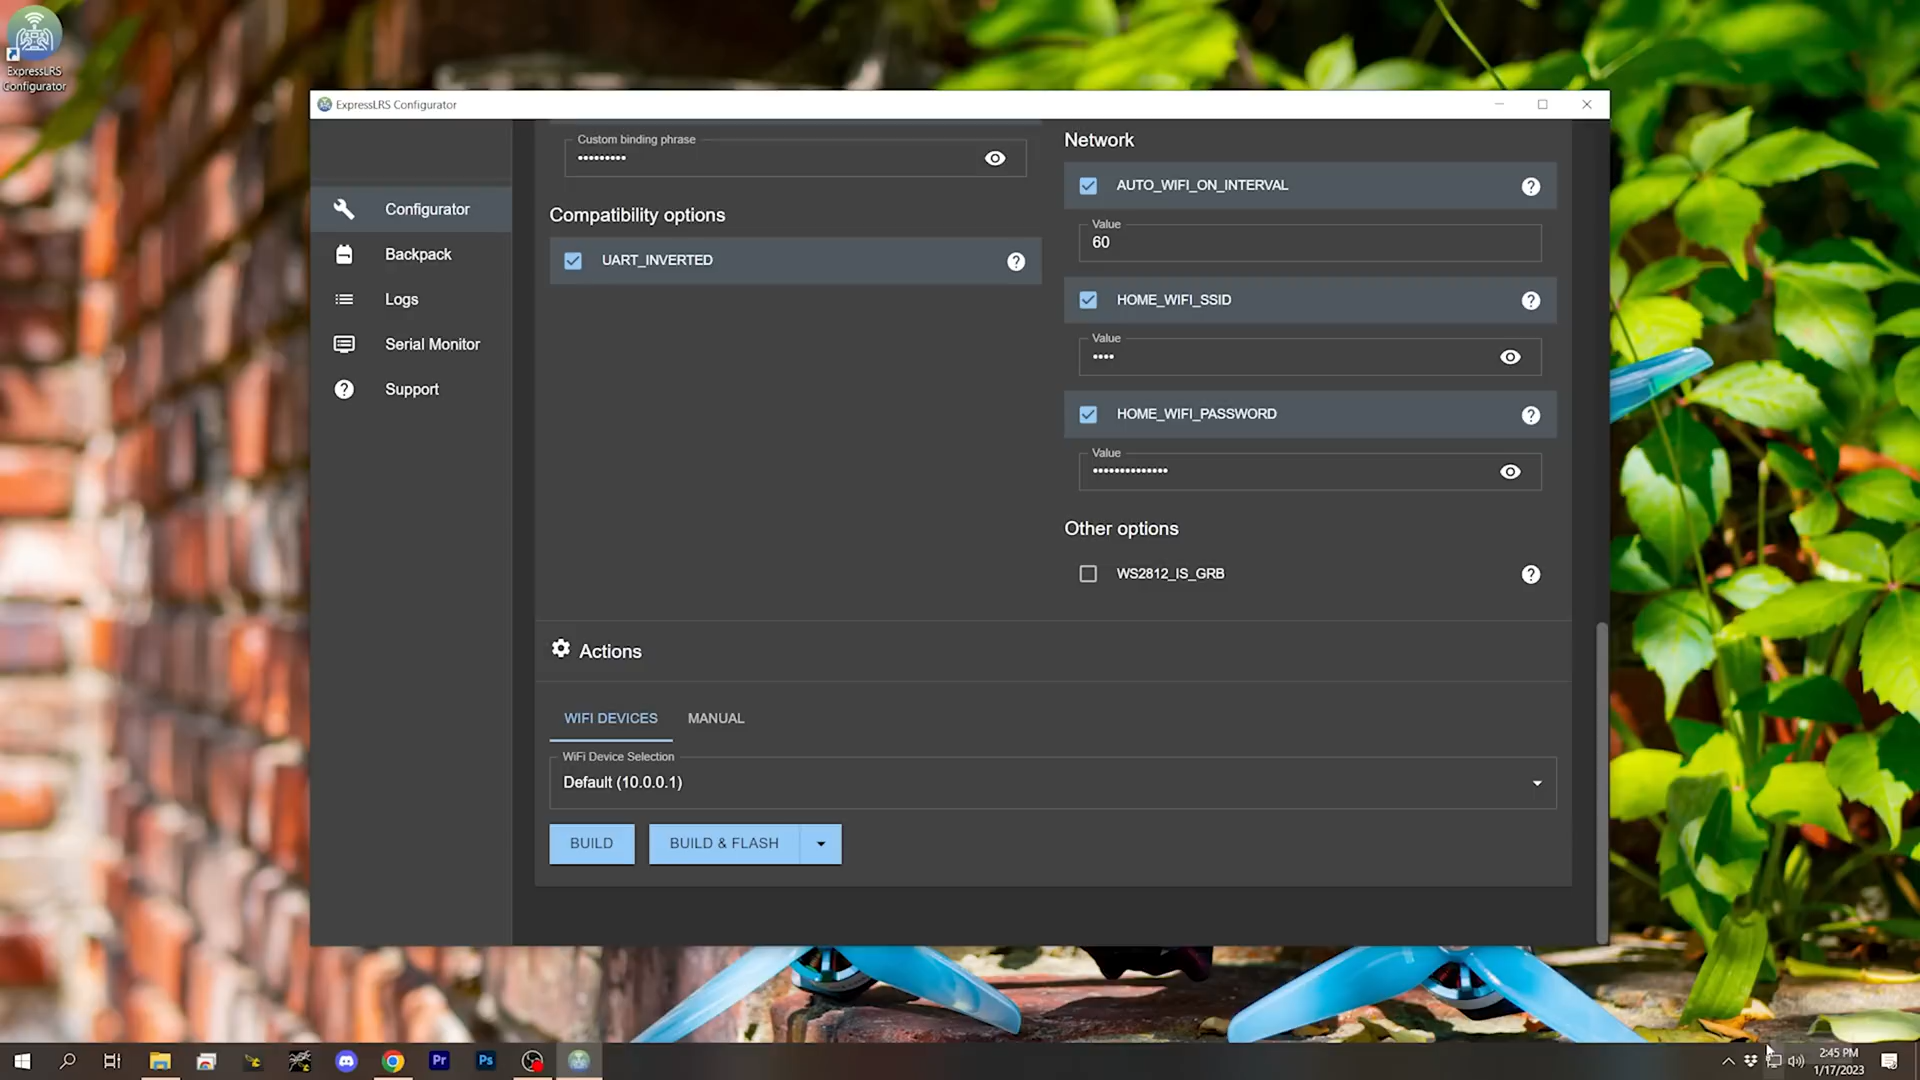 ExpressLRS
Configurator
ExpressLRS Configurator
Configurator
Backpack
Logs
Serial Monitor
Support
Custom binding phrase
•••••••••
Compatibility options
UART_INVERTED
Network
AUTO_WIFI_ON_INTERVAL
Value
60
HOME_WIFI_SSID
Value
••••
HOME_WIFI_PASSWORD
Value
••••••••••••••
Other options
WS2812_IS_GRB
Actions
WIFI DEVICES
MANUAL
WiFi Device Selection
Default (10.0.0.1)
BUILD
BUILD & FLASH
Pr
Ps
2:45 PM
1/17/2023